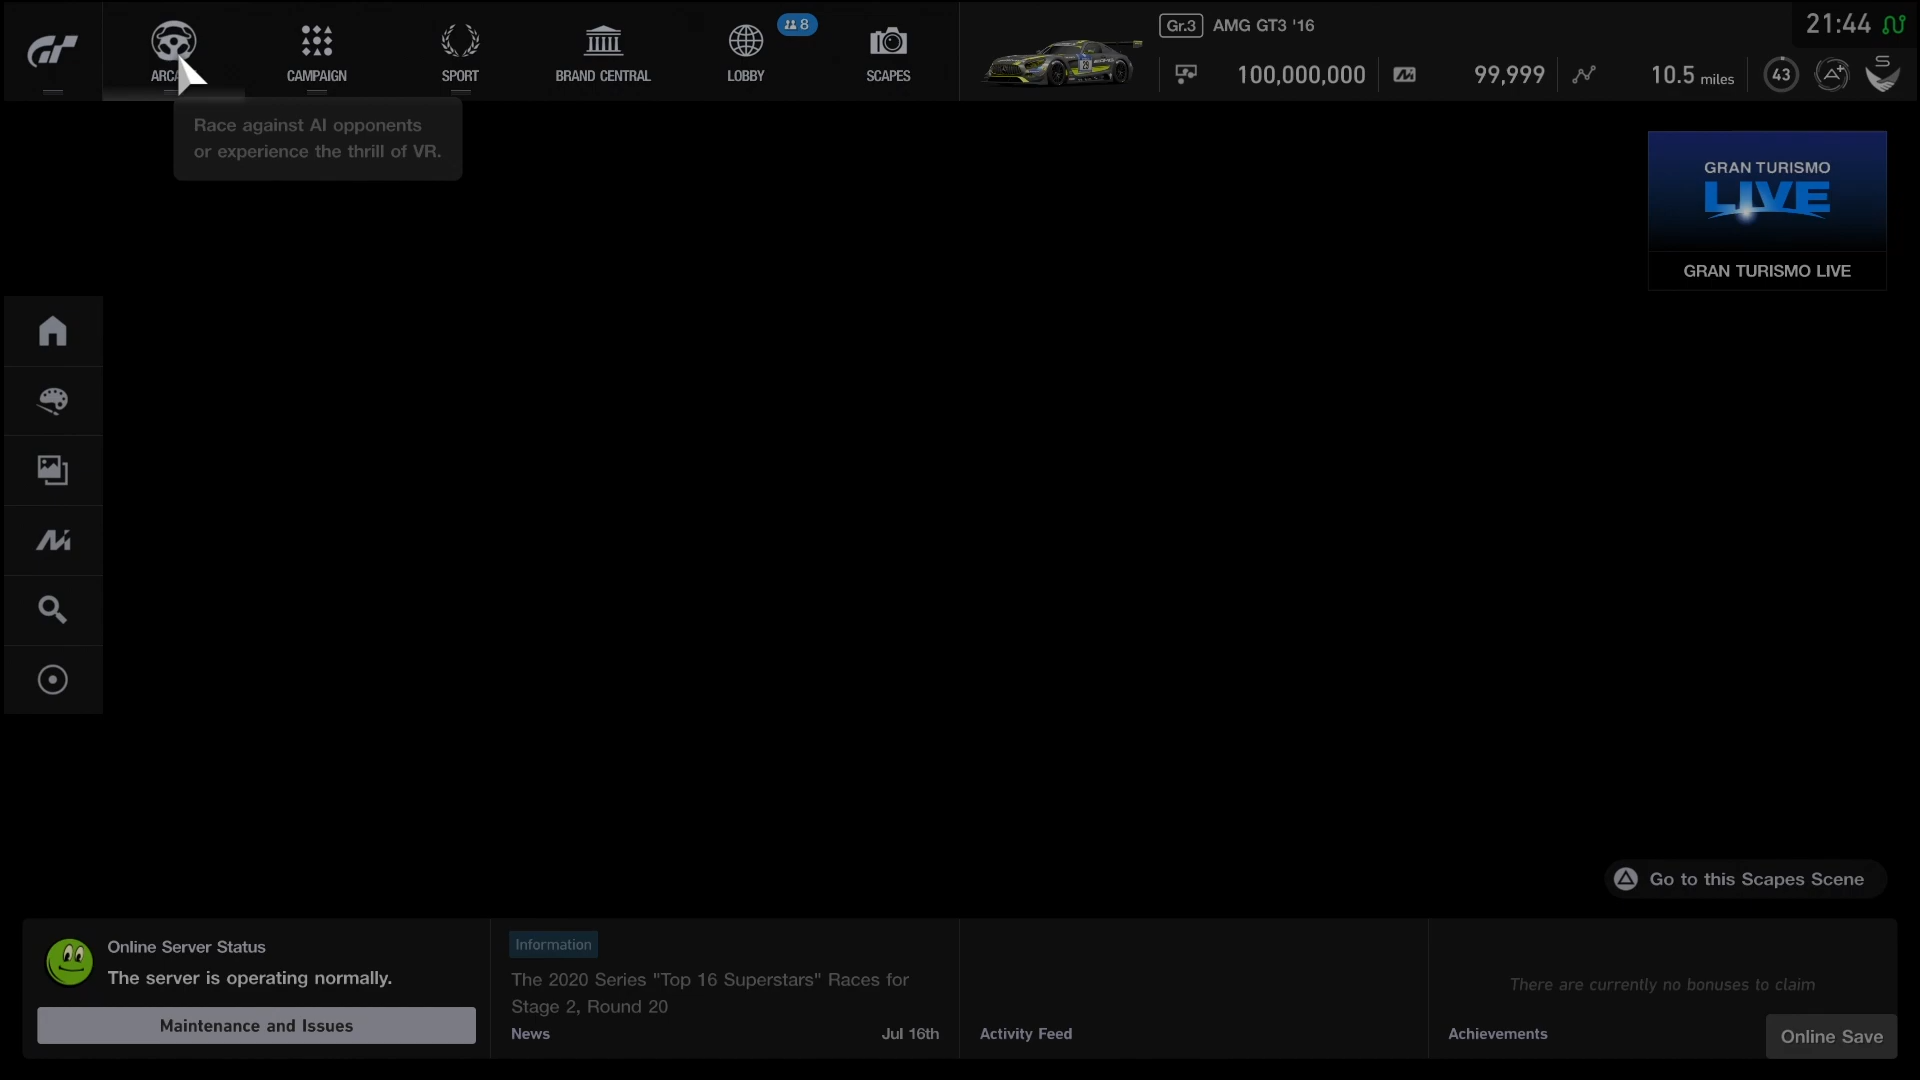 ARCA
CAMPAIGN
SPORT
BRAND CENTRAL
8
LOBBY
SCAPES
Gr.3 AMG GT3 '16
100,000,000
99,999
10.5 miles
21:44
43
A+
S
Race against AI opponents
or experience the thrill of VR.
GRAN TURISMO
LIVE
GRAN TURISMO LIVE
Go to this Scapes Scene
Online Server Status
The server is operating normally.
Maintenance and Issues
Information
The 2020 Series "Top 16 Superstars" Races for
Stage 2, Round 20
News
Jul 16th
Activity Feed
There are currently no bonuses to claim
Achievements
Online Save